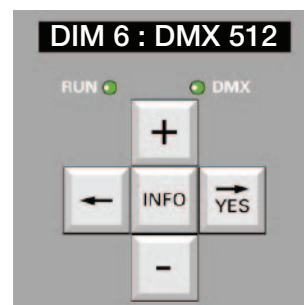 DIM 6 : DMX 512
RUN DMX
+
← INFO → YES
-